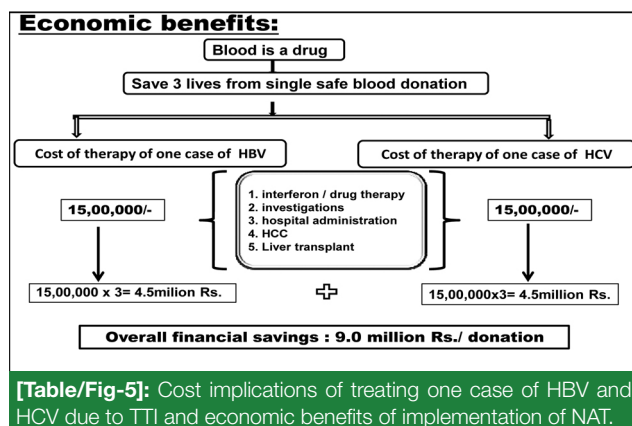 Economic benefits:
Blood is a drug
Save 3 lives from single safe blood donation
Cost of therapy of one case of HBV
Cost of therapy of one case of HCV
15,00,000/-
1. interferon / drug therapy
2. investigations
3. hospital administration
4. HCC
5. Liver transplant
15,00,000/-
15,00,000 x 3= 4.5milion Rs.
15,00,000x3= 4.5milion Rs.
Overall financial savings : 9.0 million Rs./ donation
[Table/Fig-5]: Cost implications of treating one case of HBV and
HCV due to TTI and economic benefits of implementation of NAT.